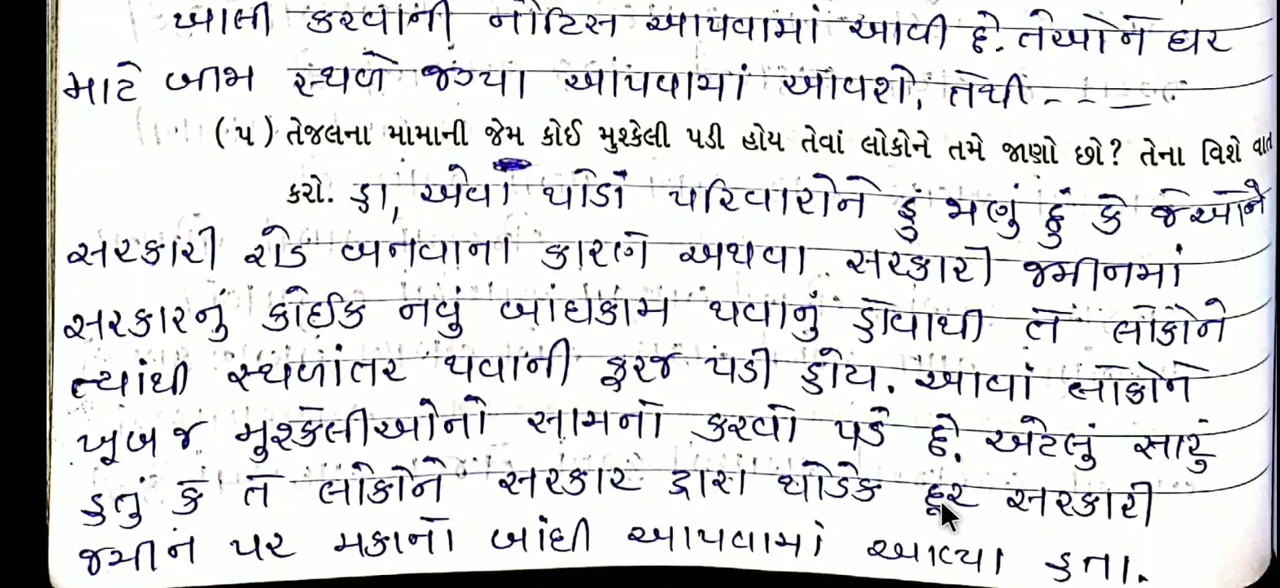 ખાલી કરવાની નોટિસ આપવામાં આવી છે. તેઓને ઘર
માટે બીજા સ્થળે જગ્યા આપવામાં આવશે. તેથી - - - —
(૫) તેજલના મામાની જેમ કોઈ મુશ્કેલી પડી હોય તેવાં લોકોને તમે જાણો છો? તેના વિશે વાત
કરો. હા, એવાં થોડાં પરિવારોને હું જાણું છું કે જેઓને
સરકારી રોડ બનવાના કારણે અથવા સરકારી જમીનમાં
સરકારનું કોઈક નવું બાંધકામ થવાનું હોવાથી તે લોકોને
ત્યાંથી સ્થળાંતર થવાની ફરજ પડી હોય. આવાં લોકોને
ખૂબ જ મુશ્કેલીઓનો સામનો કરવો પડે છે. એટલું સારું
હતું કે તે લોકોને સરકાર દ્વારા થોડેક દૂર સરકારી
જમીન પર મકાનો બાંધી આપવામાં આવ્યા હતા.